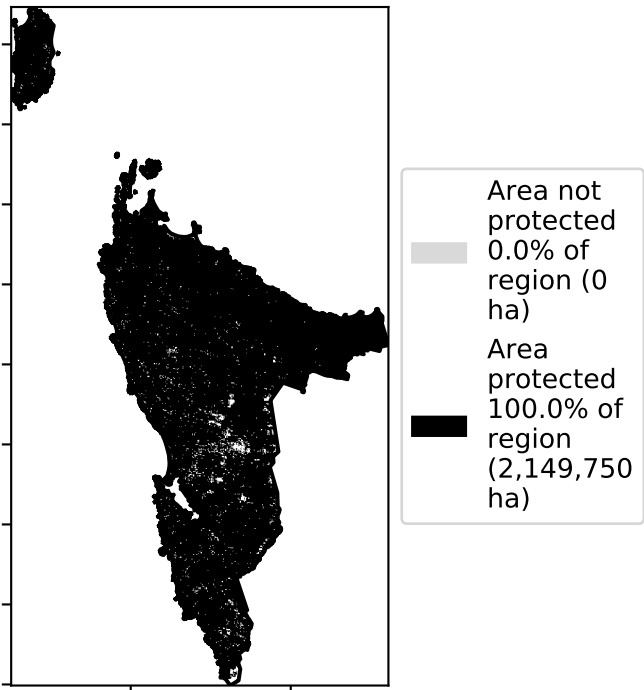 Area not
protected
0.0% of
region (0
ha)
Area
protected
100.0% of
region
(2,149,750
ha)